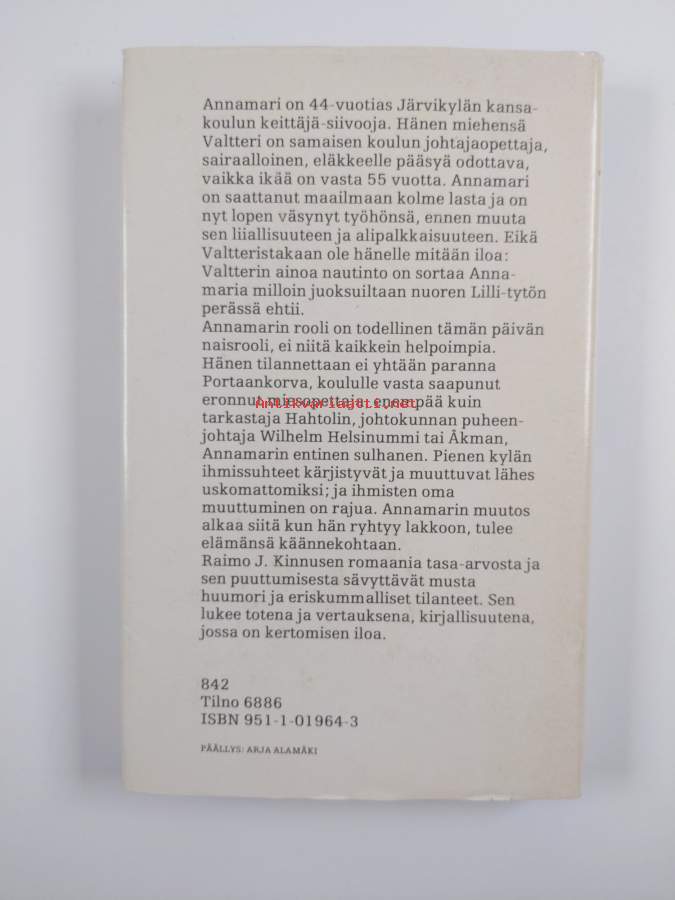 Annamari on 44-vuotias Järvikylän kansa-
koulun keittäjä-siivooja. Hänen miehensä
Valtteri on samaisen koulun johtajaopettaja,
sairaalloinen, eläkkeelle pääsyä odottava,
vaikka ikää on vasta 55 vuotta. Annamari
on saattanut maailmaan kolme lasta ja on
nyt lopen väsynyt työhönsä, ennen muuta
sen liiallisuuteen ja alipalkkaisuuteen. Eikä
Valtteristakaan ole hänelle mitään iloa:
Valtterin ainoa nautinto on sortaa Anna-
maria milloin juoksuiltaan nuoren Lilli-tytön
perässä ehtii.
Annamarin rooli on todellinen tämän päivän
naisrooli, ei niitä kaikkein helpoimpia.
Hänen tilannettaan ei yhtään paranna
Portaankorva, koululle vasta saapunut
eronnut miesopettaja, enempää kuin
Antikvariaatti.net
tarkastaja Hahtolin, johtokunnan puheen-
johtaja Wilhelm Helsinummi tai Åkman,
Annamarin entinen sulhanen. Pienen kylän
ihmissuhteet kärjistyvät ja muuttuvat lähes
uskomattomiksi; ja ihmisten oma
muuttuminen on rajua. Annamarin muutos
alkaa siitä kun hän ryhtyy lakkoon, tulee
elämänsä käännekohtaan.
Raimo J. Kinnusen romaania tasa-arvosta ja
sen puuttumisesta sävyttävät musta
huumori ja eriskummalliset tilanteet. Sen
lukee totena ja vertauksena, kirjallisuutena,
jossa on kertomisen iloa.
842
Tilno 6886
ISBN 951-1-01964-3
PÄÄLLYS: ARJA ALAMÄKI